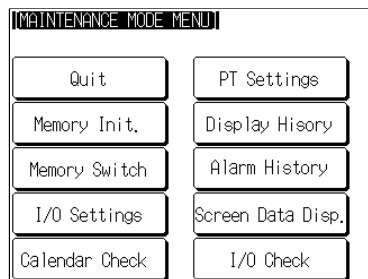 [MAINTENANCE MODE MENU]
Quit
PT Settings
Memory Init.
Display Hisory
Memory Switch
Alarm History
I/O Settings
Screen Data Disp.
Calendar Check
I/O Check